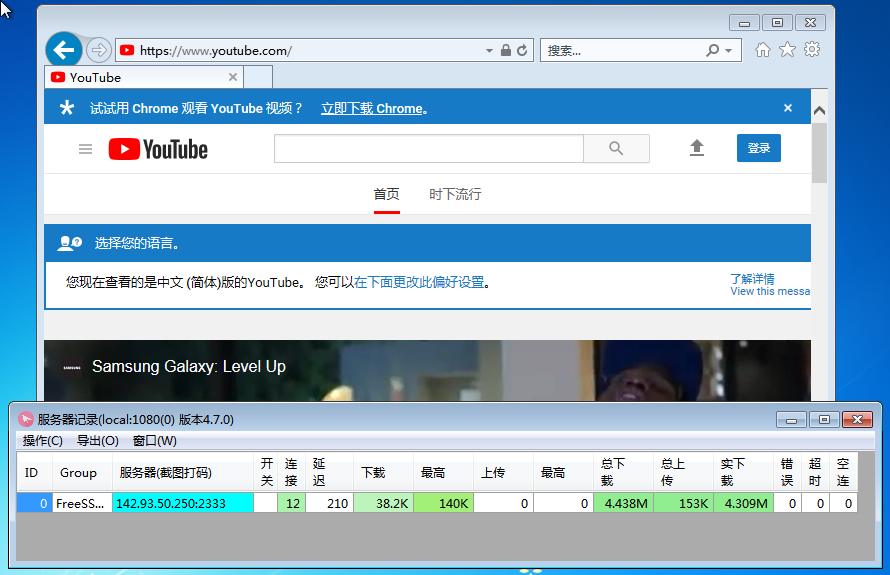 https://www.youtube.com/
搜索...
YouTube
试试用 Chrome 观看 YouTube 视频？ 立即下载 Chrome。
YouTube
登录
首页 时下流行
选择您的语言。
您现在查看的是中文 (简体)版的YouTube。 您可以在下面更改此偏好设置。
了解详情
View this messa
SAMSUNG
Samsung Galaxy: Level Up
服务器记录(local:1080(0) 版本4.7.0)
操作(C) 导出(O) 窗口(W)
ID Group 服务器(截图打码) 开关 连接 延迟 下载 最高 上传 最高 总下载 总上传 实下载 错误 超时 空连
0 FreeSS... 142.93.50.250:2333 12 210 38.2K 140K 0 0 4.438M 153K 4.309M 0 0 0